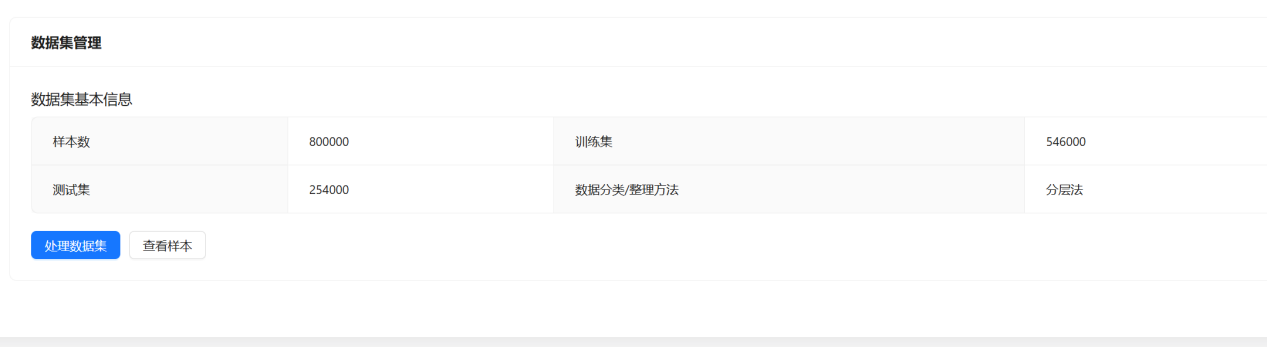 数据集管理
数据集基本信息
样本数 800000 训练集 546000
测试集 254000 数据分类/整理方法 分层法
处理数据集 查看样本